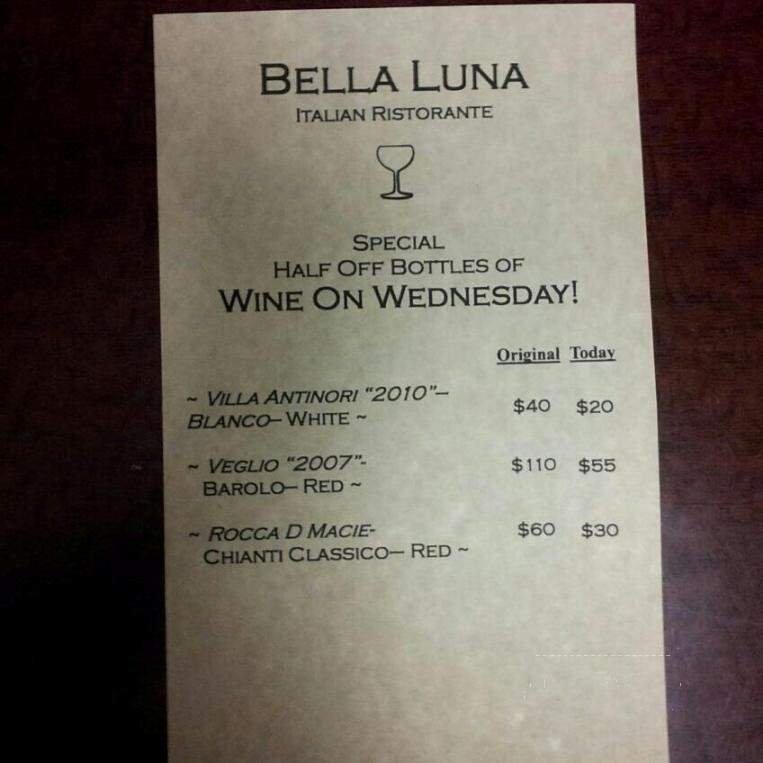 BELLA LUNA
ITALIAN RISTORANTE
SPECIAL
HALF OFF BOTTLES OF
WINE ON WEDNESDAY!
Original Today
~ VILLA ANTINORI "2010"–
BLANCO– WHITE ~ $40 $20
~ VEGLIO "2007"- $110 $55
BAROLO– RED ~
~ ROCCA D MACIE- $60 $30
CHIANTI CLASSICO– RED ~